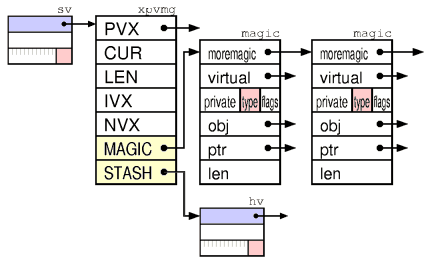 sv
xpvmg
PVX
CUR
LEN
IVX
NVX
MAGIC
STASH
magic
moremagic
virtual
private type flags
obj
ptr
len
magic
moremagic
virtual
private type flags
obj
ptr
len
hv